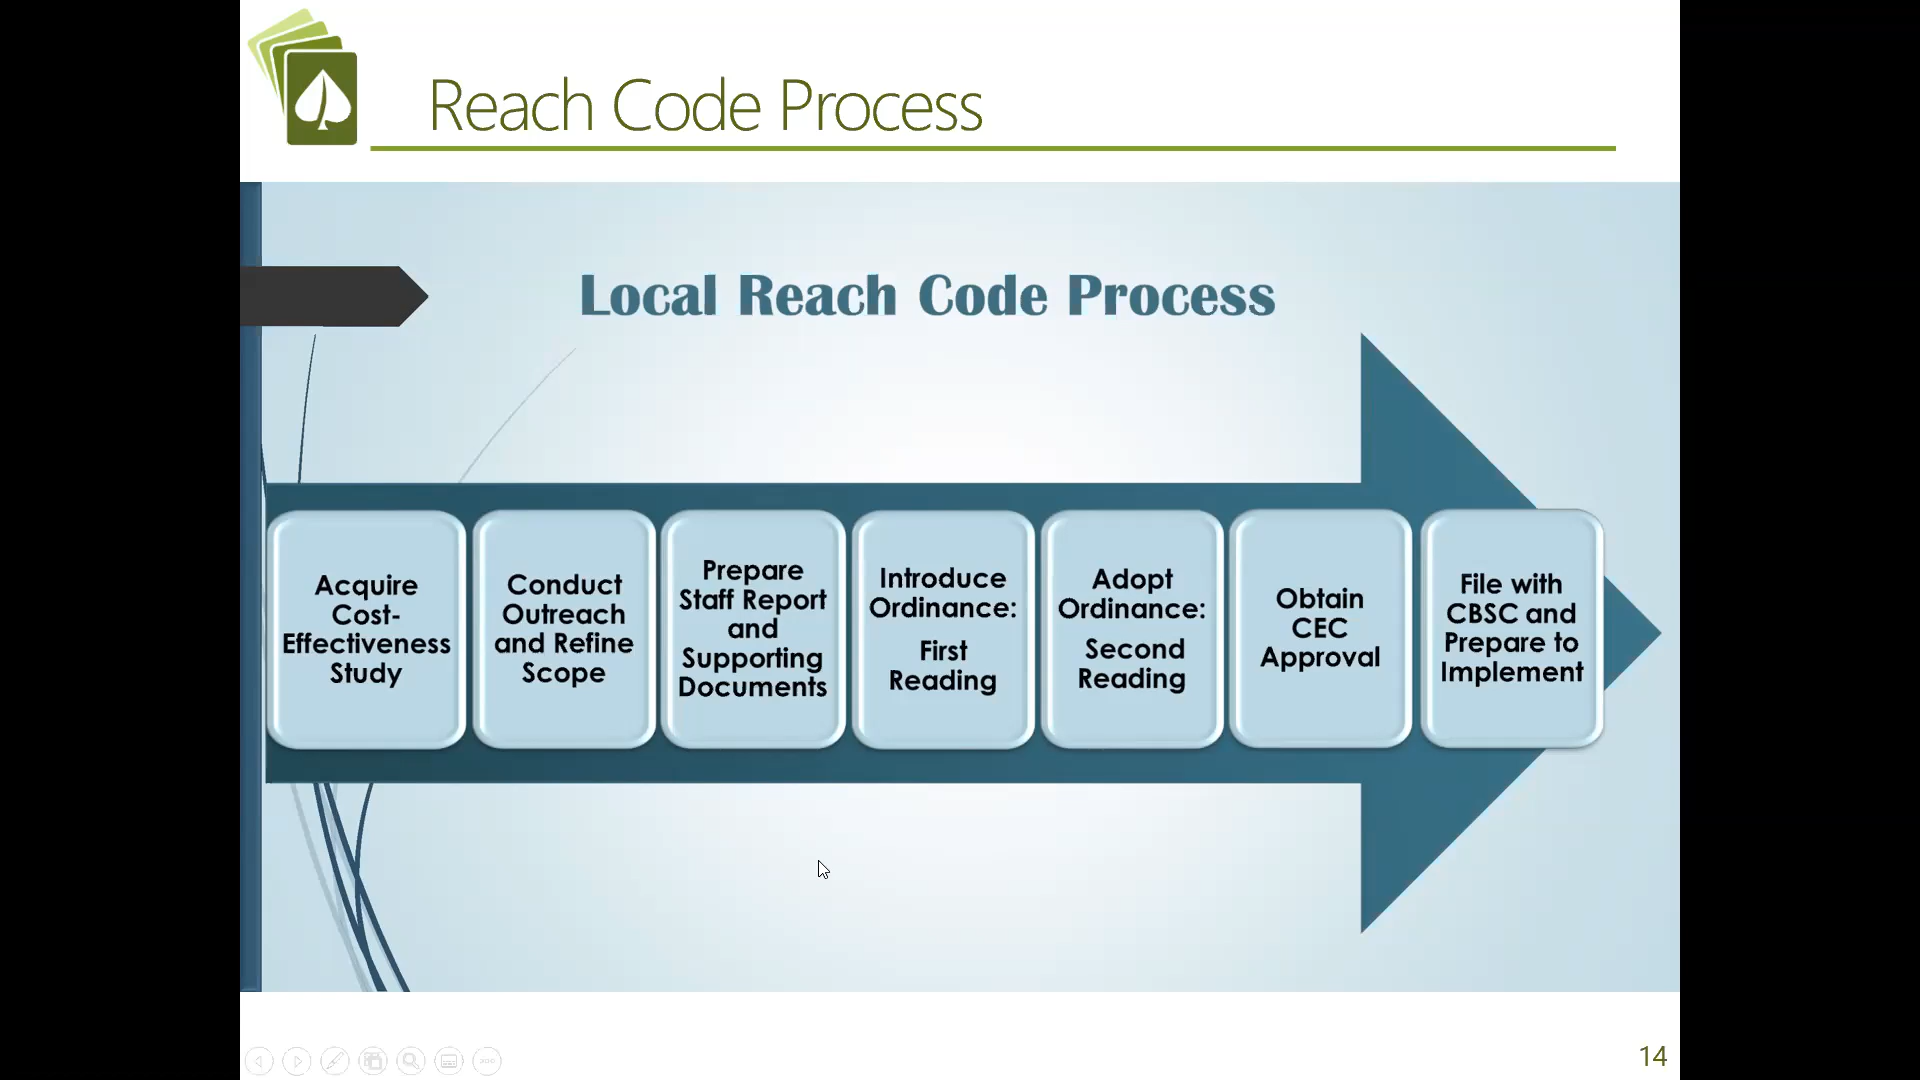 Reach Code Process
Local Reach Code Process
Acquire
Cost-
Effectiveness
Study
Conduct
Outreach
and Refine
Scope
Prepare
Staff Report
and
Supporting
Documents
Introduce
Ordinance:
First
Reading
Adopt
Ordinance:
Second
Reading
Obtain
CEC
Approval
File with
CBSC and
Prepare to
Implement
14